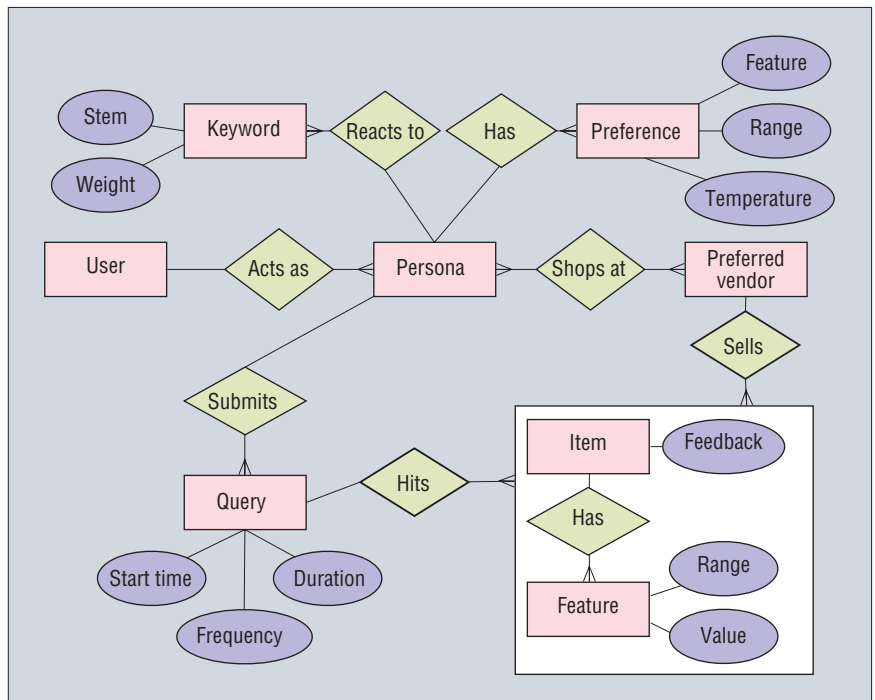 Feature
Stem
Keyword
Reacts to
Has
Preference
Range
Weight
Temperature
User
Acts as
Persona
Shops at
Preferred
vendor
Sells
Submits
Item
Feedback
Query
Hits
Has
Start time
Duration
Range
Feature
Frequency
Value